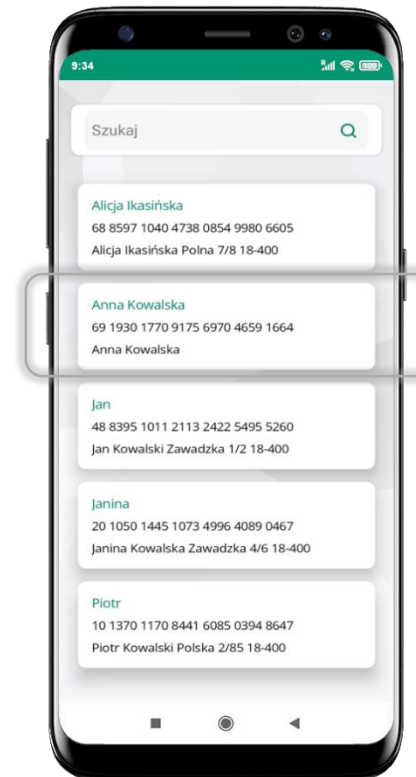 9:34
Szukaj
Alicja Ikasińska
68 8597 1040 4738 0854 9980 6605
Alicja Ikasińska Polna 7/8 18-400
Anna Kowalska
69 1930 1770 9175 6970 4659 1664
Anna Kowalska
Jan
48 8395 1011 2113 2422 5495 5260
Jan Kowalski Zawadzka 1/2 18-400
Janina
20 1050 1445 1073 4996 4089 0467
Janina Kowalska Zawadzka 4/6 18-400
Piotr
10 1370 1170 8441 6085 0394 8647
Piotr Kowalski Polska 2/85 18-400